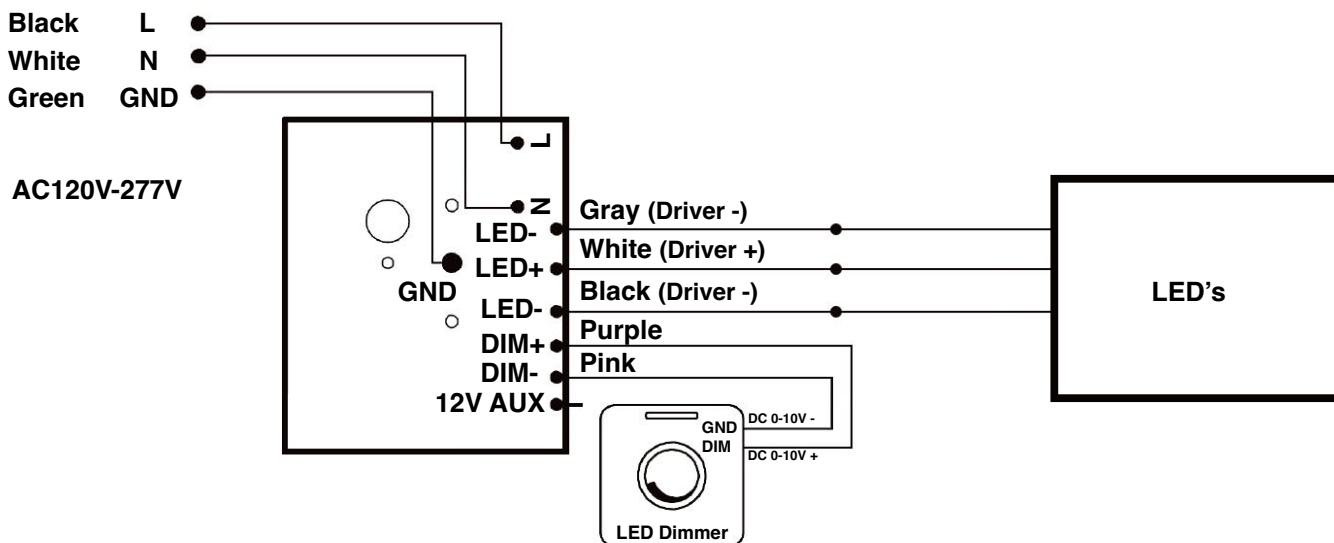 Black L
White N
Green GND
AC120V-277V
L
N
GND
LED-
LED+
LED-
DIM+
DIM-
12V AUX
Gray (Driver -)
White (Driver +)
Black (Driver -)
Purple
Pink
LED's
GND
DIM
DC 0-10V -
DC 0-10V +
LED Dimmer